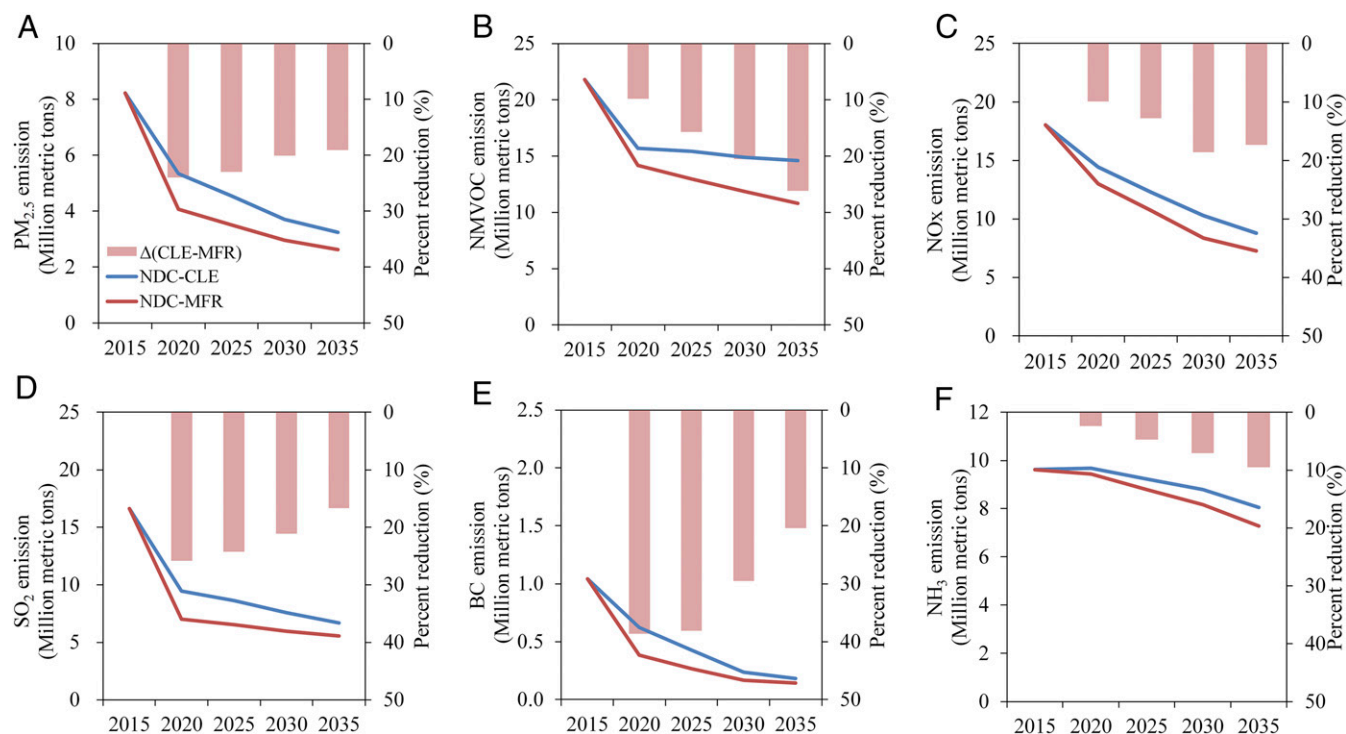 A
PM2.5 emission
(Million metric tons)
10
8
6
4
2
0
0
10
20
30
40
50
Percent reduction (%)
Δ(CLE-MFR)
NDC-CLE
NDC-MFR
2015 2020 2025 2030 2035
B
NMVOC emission
(Million metric tons)
25
20
15
10
5
0
0
10
20
30
40
50
Percent reduction (%)
2015 2020 2025 2030 2035
C
NOx emission
(Million metric tons)
25
20
15
10
5
0
0
10
20
30
40
50
Percent reduction (%)
2015 2020 2025 2030 2035
D
SO2 emission
(Million metric tons)
25
20
15
10
5
0
0
10
20
30
40
50
Percent reduction (%)
2015 2020 2025 2030 2035
E
BC emission
(Million metric tons)
2.5
2.0
1.5
1.0
0.5
0.0
0
10
20
30
40
50
Percent reduction (%)
2015 2020 2025 2030 2035
F
NH3 emission
(Million metric tons)
12
10
8
6
4
2
0
0
10
20
30
40
50
Percent reduction (%)
2015 2020 2025 2030 2035